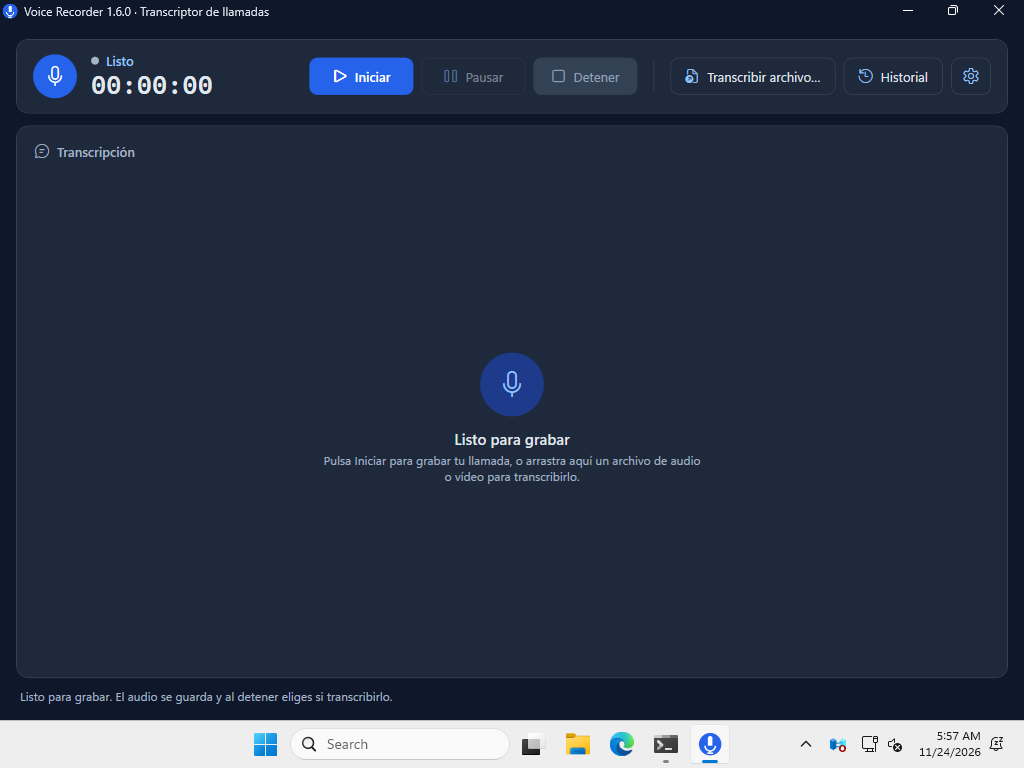 Voice Recorder 1.6.0 · Transcriptor de llamadas
Listo
00:00:00
Iniciar
Pausar
Detener
Transcribir archivo...
Historial
Transcripción
Listo para grabar
Pulsa Iniciar para grabar tu llamada, o arrastra aquí un archivo de audio
o vídeo para transcribirlo.
Listo para grabar. El audio se guarda y al detener eliges si transcribirlo.
Search
5:57 AM
11/24/2026